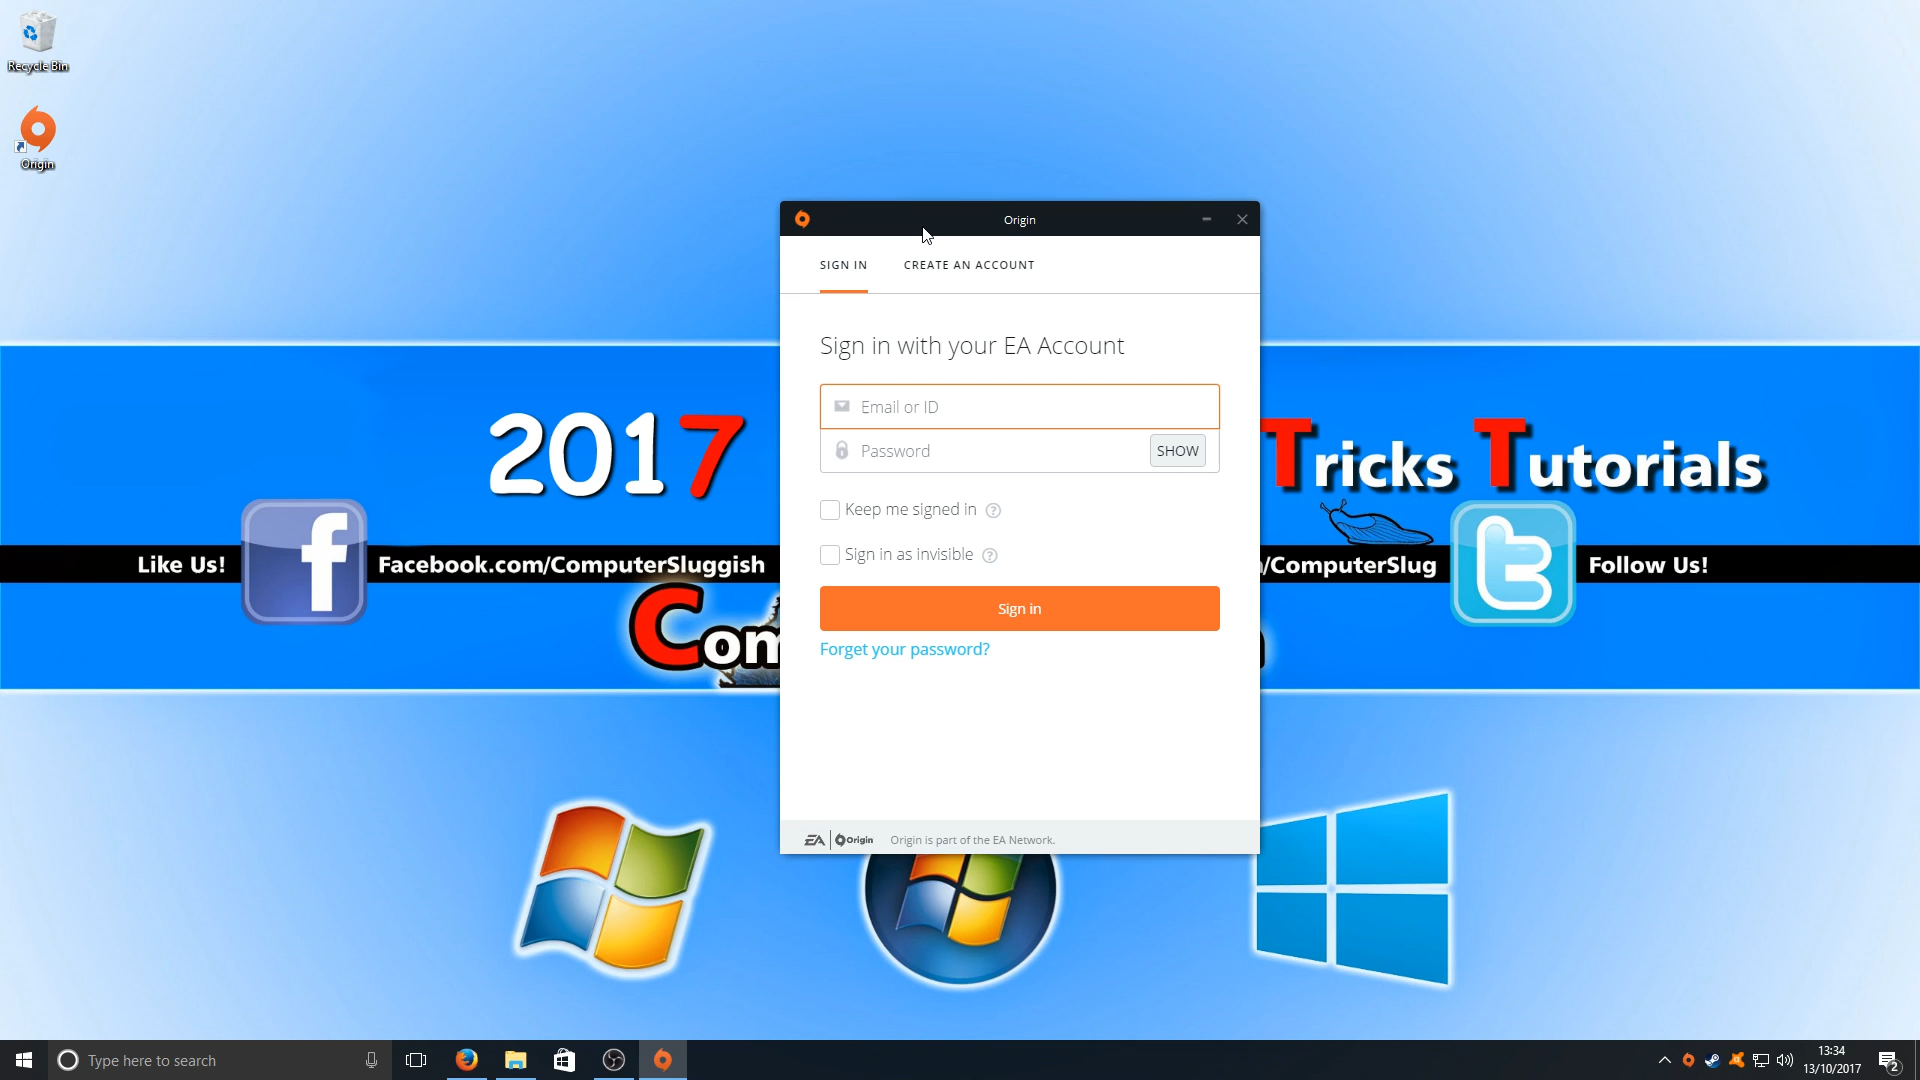 Recycle Bin
Origin
Origin
SIGN IN
CREATE AN ACCOUNT
Sign in with your EA Account
Email or ID
Password
SHOW
Keep me signed in
Sign in as invisible
Sign in
Forget your password?
EA
Origin
Origin is part of the EA Network.
2017
Tricks Tutorials
Like Us!
Facebook.com/ComputerSluggish
/ComputerSlug
Follow Us!
Com
Type here to search
13:34
13/10/2017
2